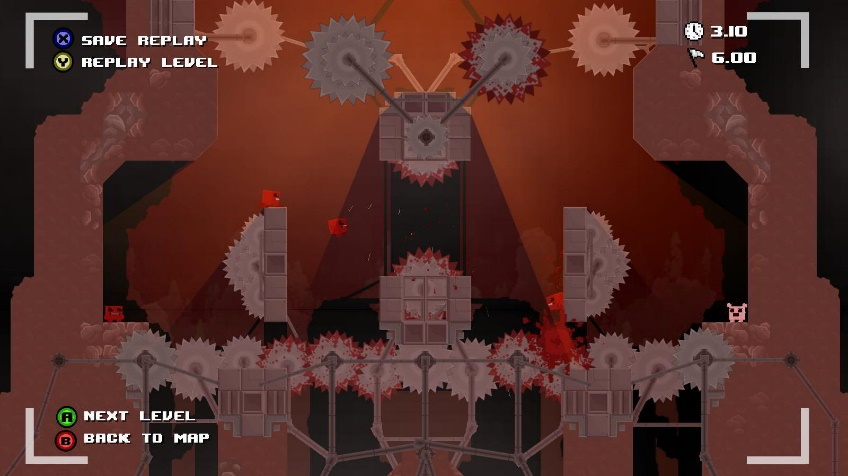 SAVE REPLAY
REPLAY LEVEL
3.10
6.00
NEXT LEVEL
BACK TO MAP
X
Y
A
B